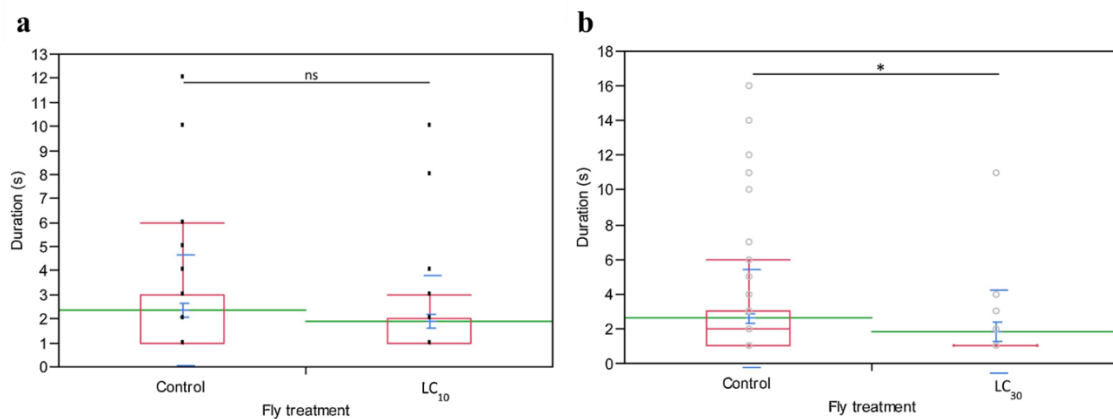 a
13
12
11
10
9
8
7
6
5
4
3
2
1
0
Duration (s)
ns
Control
LC10
Fly treatment
b
18
16
14
12
10
8
6
4
2
0
Duration (s)
*
Control
LC30
Fly treatment